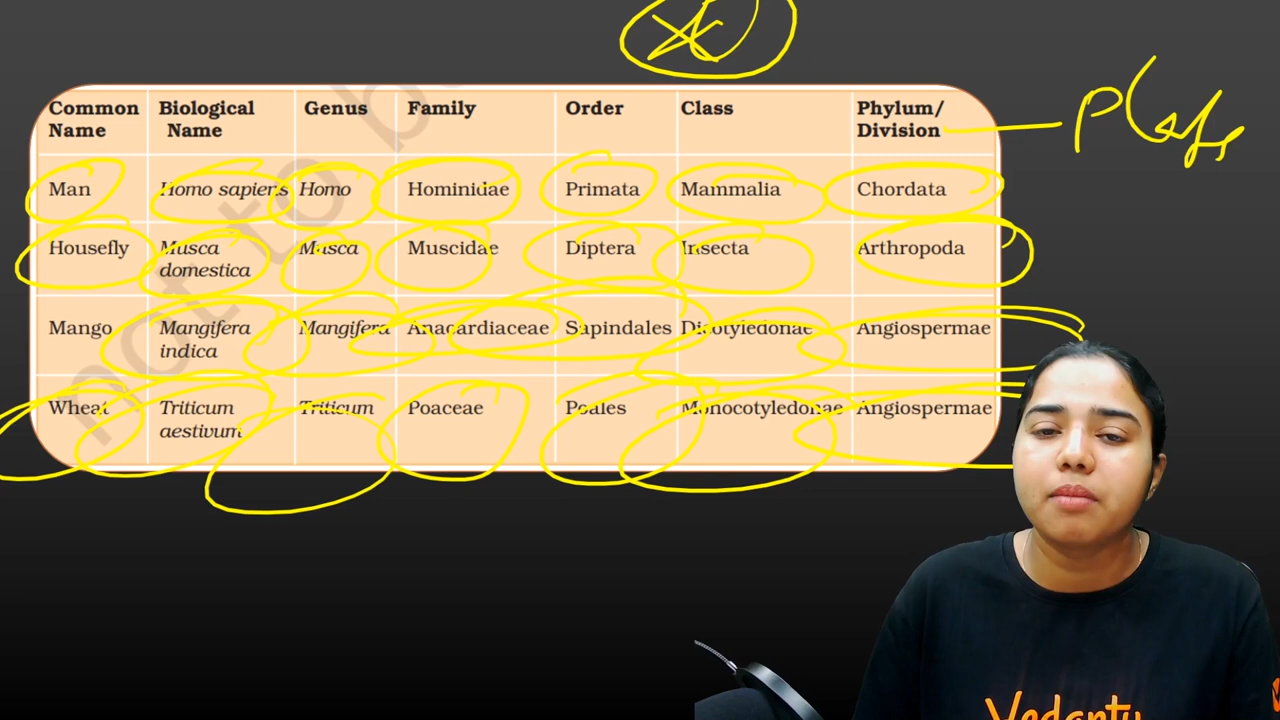 Common Name Biological Name Genus Family Order Class Phylum/ Division
Man Homo sapiens Homo Hominidae Primata Mammalia Chordata
Housefly Musca domestica Musca Muscidae Diptera Insecta Arthropoda
Mango Mangifera indica Mangifera Anacardiaceae Sapindales Dicotyledonae Angiospermae
Wheat Triticum aestivum Triticum Poaceae Poales Monocotyledonae Angiospermae
not to b
Vedantu